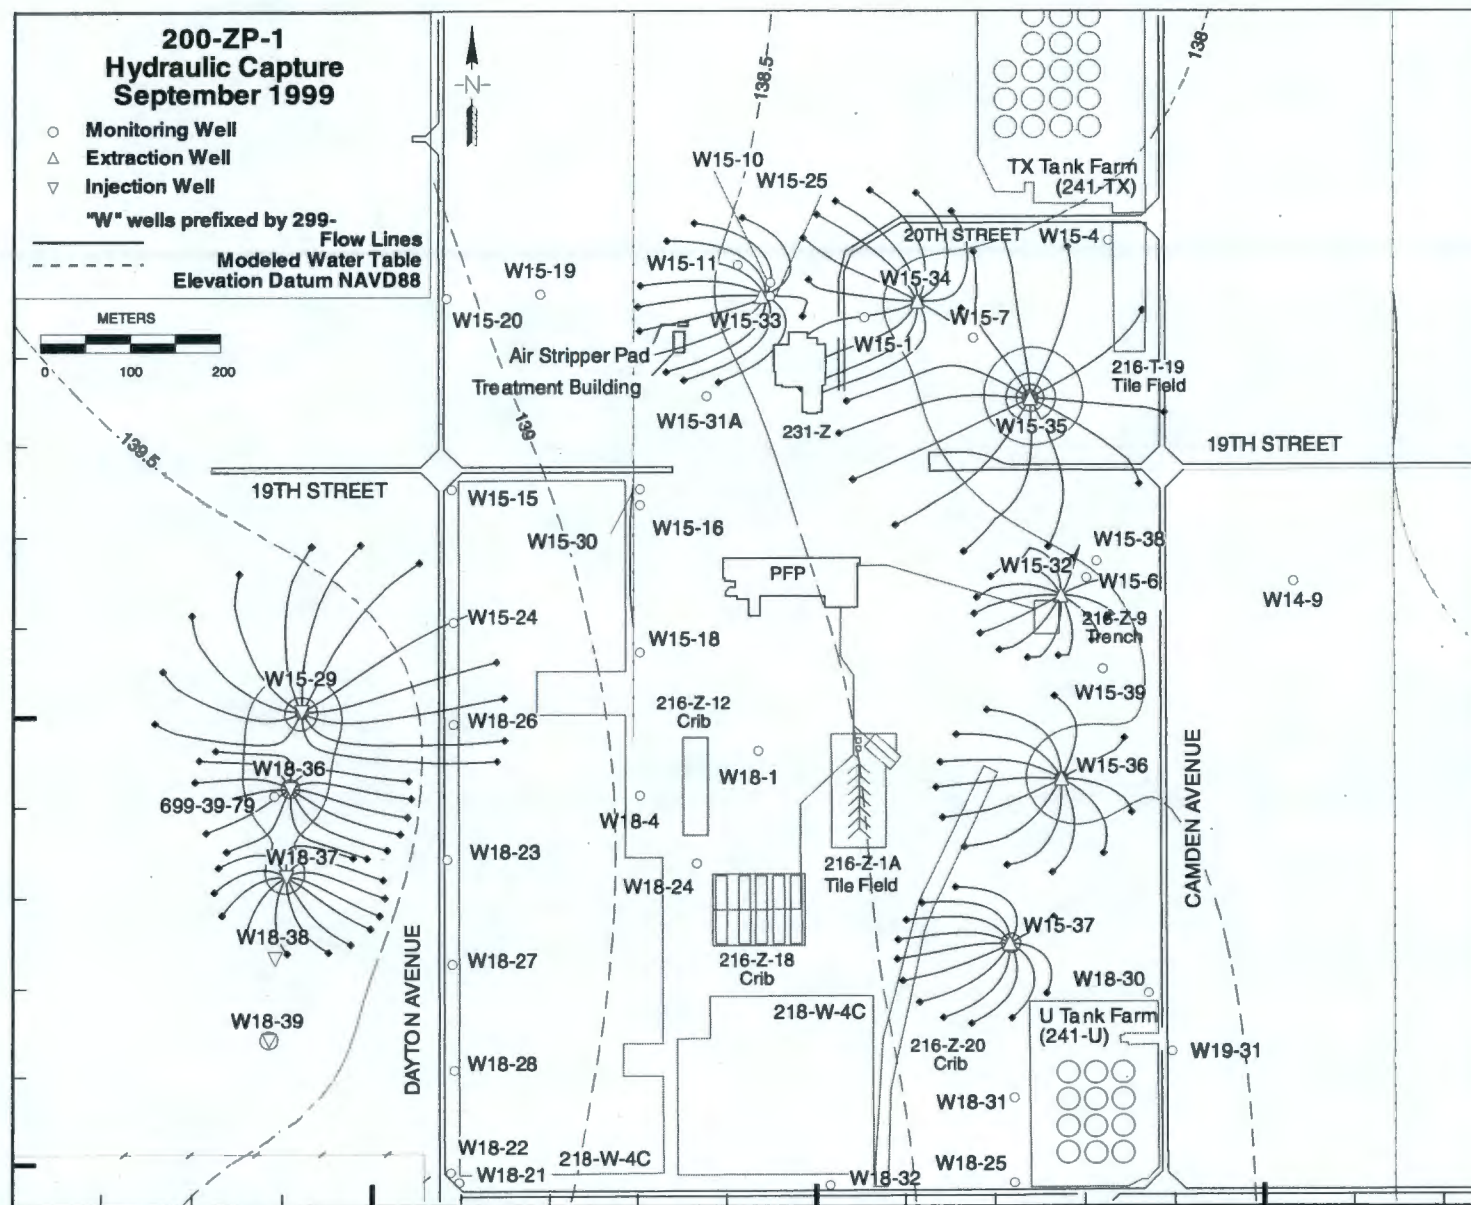 200-ZP-1
Hydraulic Capture
September 1999
Monitoring Well
Extraction Well
Injection Well
"W" wells prefixed by 299-
Flow Lines
Modeled Water Table
Elevation Datum NAVD88
METERS
0 100 200
-N-
138.5
138
W15-10
W15-25
TX Tank Farm
(241-TX)
20TH STREET
W15-4
W15-19
W15-11
W15-34
W15-20
W15-33
W15-7
W15-1
Air Stripper Pad
Treatment Building
216-T-19
Tile Field
W15-31A
231-Z
W15-35
139
139.5
19TH STREET
19TH STREET
W15-15
W15-30
W15-16
W15-38
W15-32
W15-6
PFP
W14-9
W15-24
W15-18
216-Z-9
Trench
W15-29
W15-39
216-Z-12
Crib
W18-26
W18-36
W18-1
W15-36
699-39-79
W18-4
W18-37
W18-23
W18-24
216-Z-1A
Tile Field
CAMDEN AVENUE
W18-38
W15-37
W18-27
216-Z-18
Crib
W18-30
W18-39
218-W-4C
U Tank Farm
(241-U)
216-Z-20
Crib
W19-31
DAYTON AVENUE
W18-28
W18-31
W18-22
218-W-4C
W18-21
W18-32
W18-25